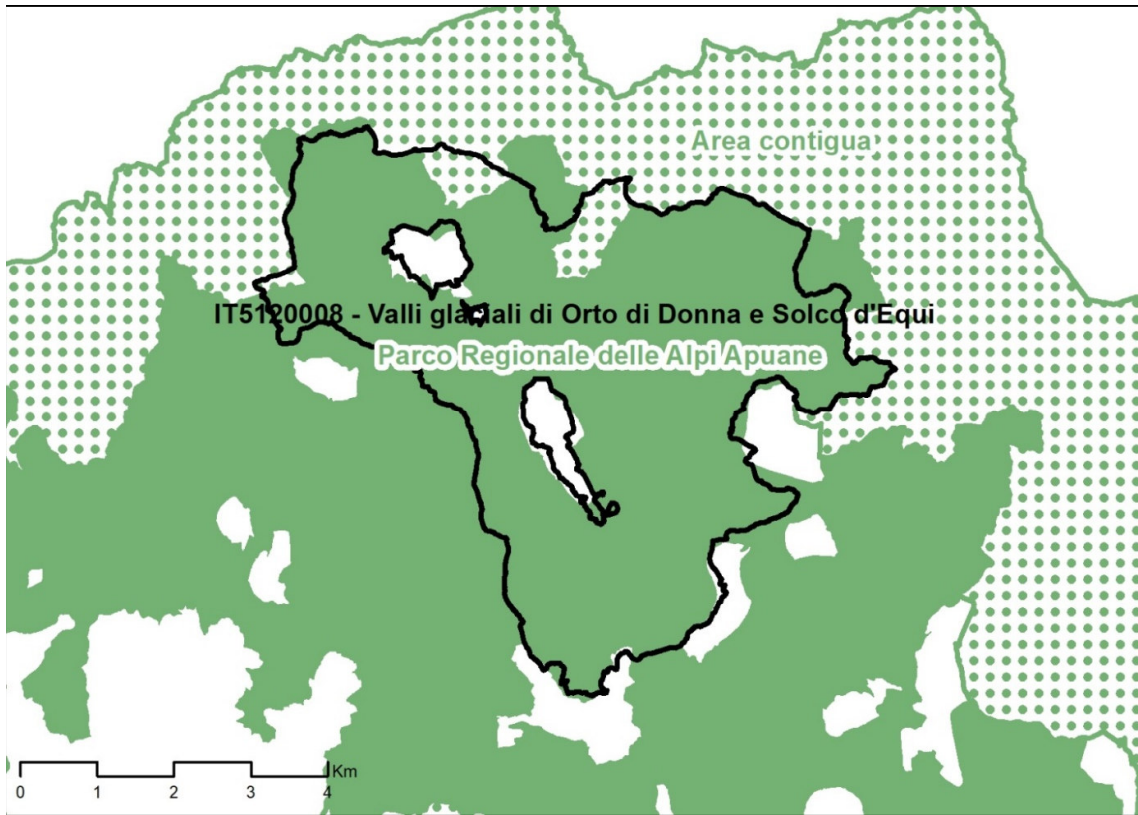 Area contigua
IT5120008 - Valli glaciali di Orto di Donna e Solco d'Equi
Parco Regionale delle Alpi Apuane
Km
0 1 2 3 4